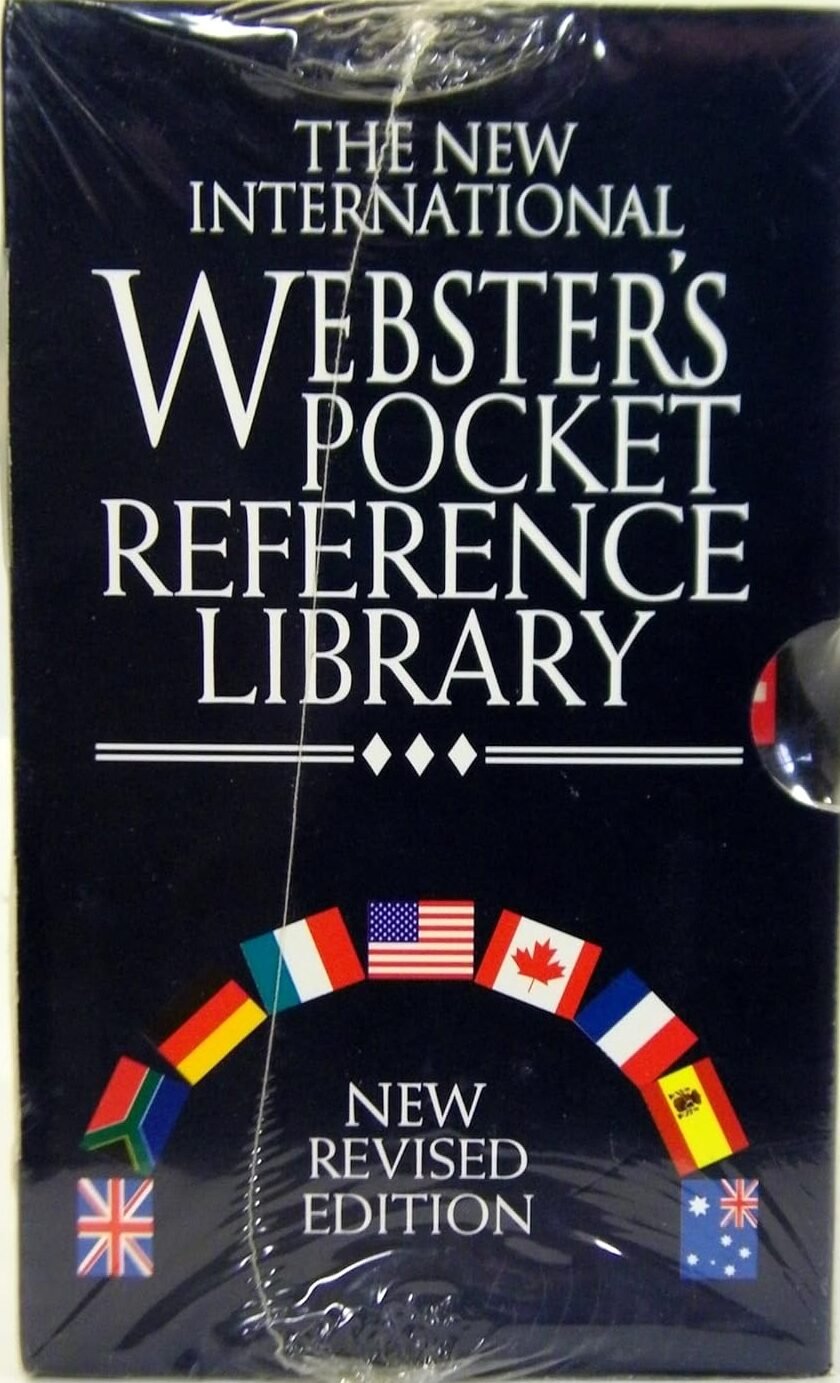 THE NEW
INTERNATIONAL
WEBSTER'S
POCKET
REFERENCE
LIBRARY
NEW
REVISED
EDITION